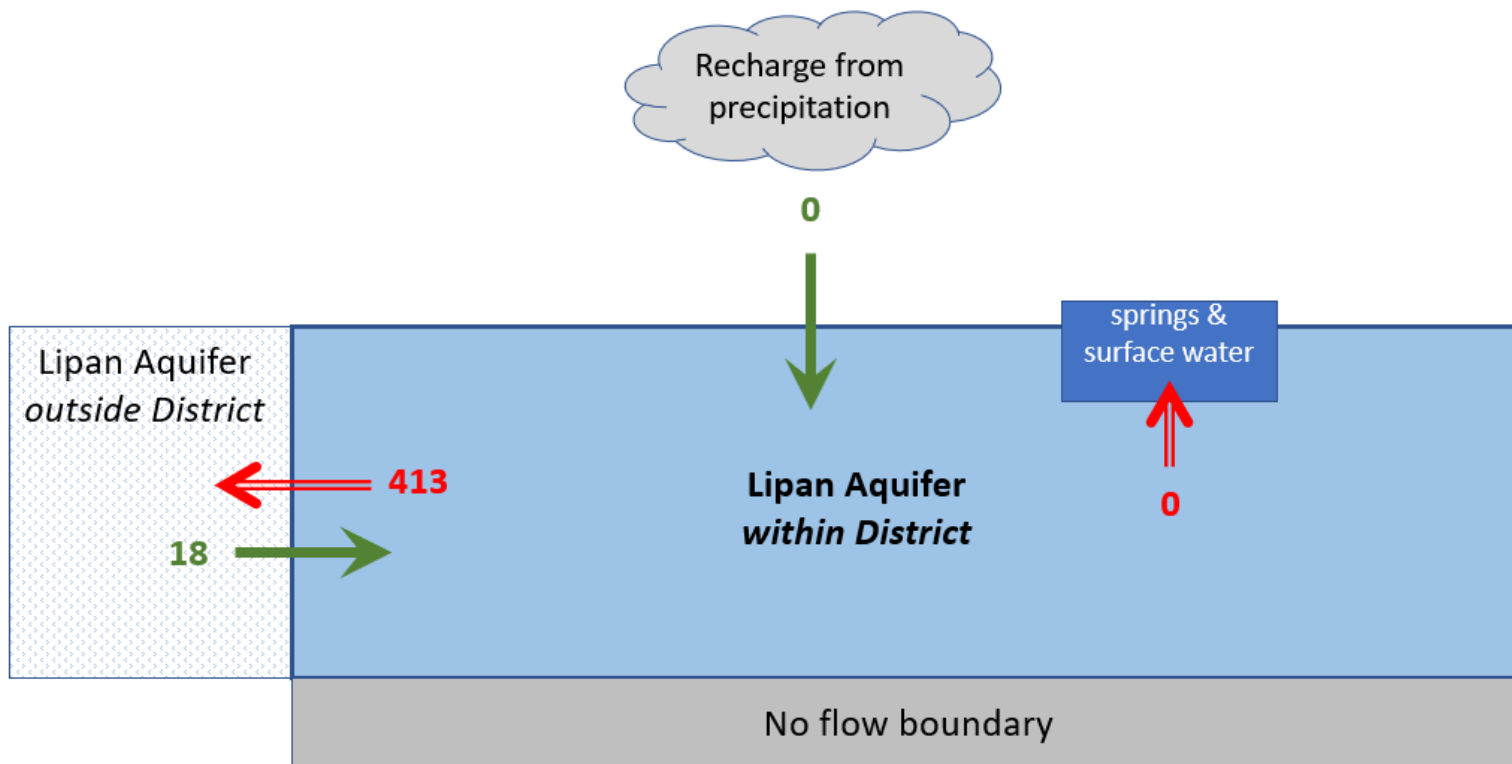 Recharge from
precipitation
0
springs &
surface water
Lipan Aquifer
outside District
413
Lipan Aquifer
within District
0
18
No flow boundary